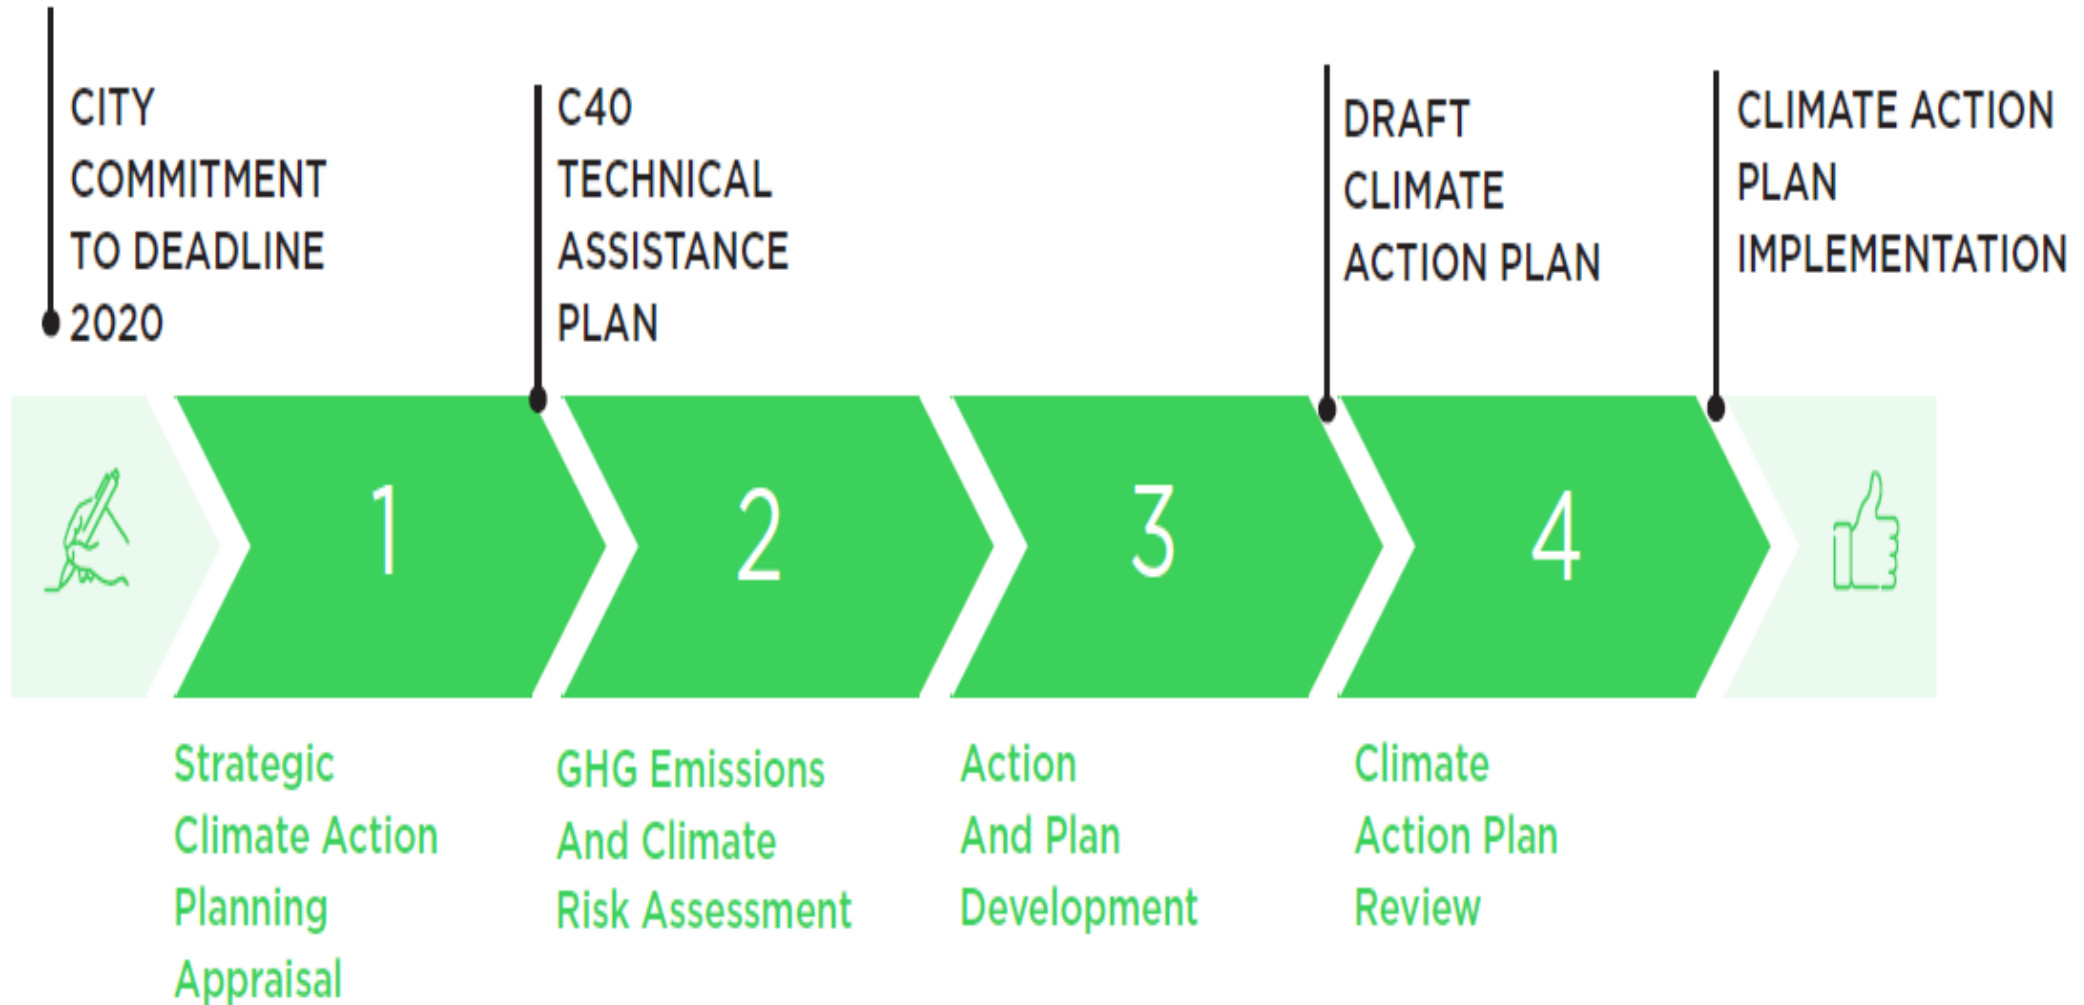 CITY
COMMITMENT
TO DEADLINE
2020
C40
TECHNICAL
ASSISTANCE
PLAN
DRAFT
CLIMATE
ACTION PLAN
CLIMATE ACTION
PLAN
IMPLEMENTATION
1
2
3
4
Strategic
Climate Action
Planning
Appraisal
GHG Emissions
And Climate
Risk Assessment
Action
And Plan
Development
Climate
Action Plan
Review